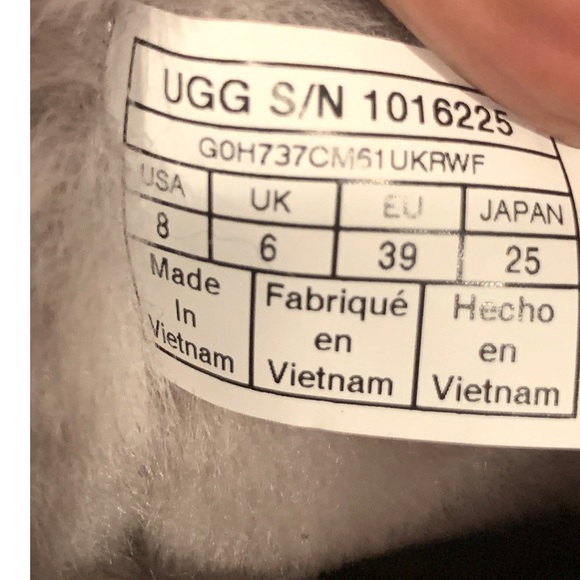 UGG S/N 1016225
G0H737CM51UKRWF
USA UK EU JAPAN
8 6 39 25
Made In Vietnam
Fabriqué en Vietnam
Hecho en Vietnam